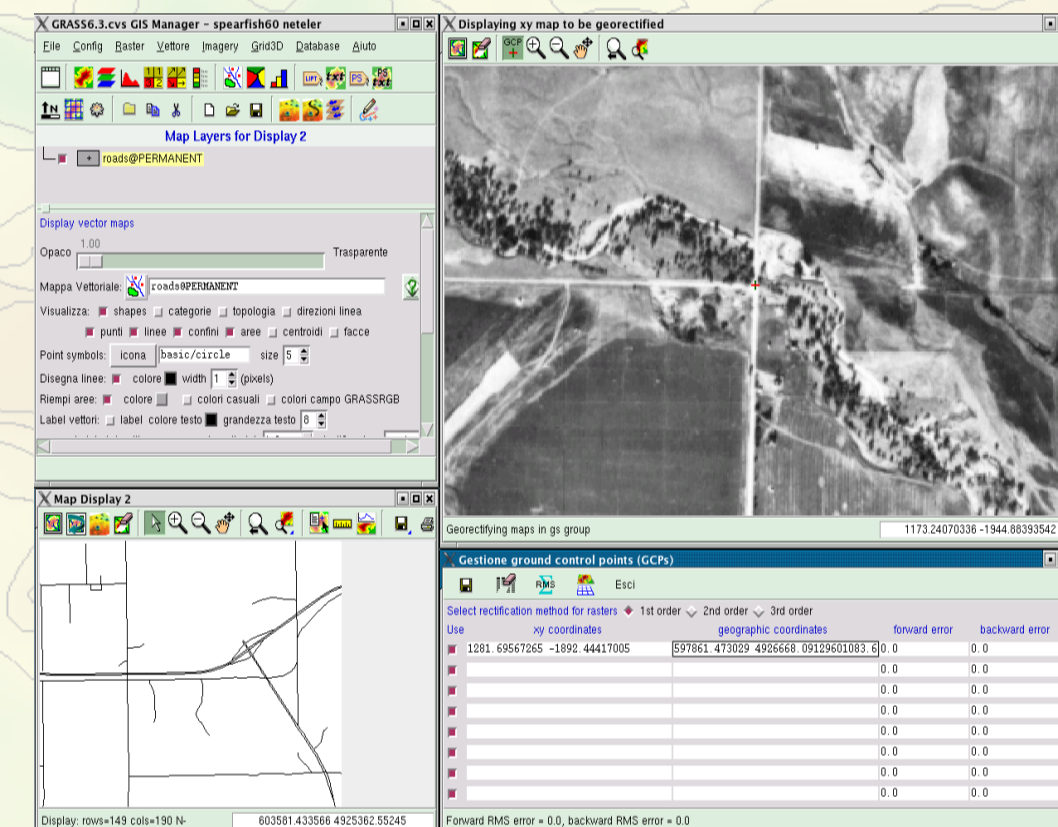 GRASS6.3.cvs GIS Manager - spearfish60 neteler
File Config Raster Vettore Imagery Grid3D Database Aiuto
Map Layers for Display 2
roads@PERMANENT
Display vector maps
1.00
Opaco Trasparente
Mappa Vettoriale: roads@PERMANENT
Visualizza: shapes categorie topologia direzioni linea
punti linee confini aree centroidi facce
Point symbols: icona basic/circle size 5
Disegna linee: colore width 1 (pixels)
Riempi aree: colore colori casuali colori campo GRASSRGB
Label vettori: label colore testo grandezza testo 8
Map Display 2
Display: rows=149 cols=190 N-
603581.433566 4925362.55245
Displaying xy map to be georectified
GCP
Georectifying maps in gs group
1173.24070336 -1944.88393542
Gestione ground control points (GCPs)
RMS Esci
Select rectification method for rasters 1st order 2nd order 3rd order
Use xy coordinates geographic coordinates forward error backward error
1281.69567265 -1892.44417005 597861.473029 4926668.09129601083.6 0.0 0.0
0.0 0.0
0.0 0.0
0.0 0.0
0.0 0.0
0.0 0.0
0.0 0.0
0.0 0.0
Forward RMS error = 0.0, backward RMS error = 0.0